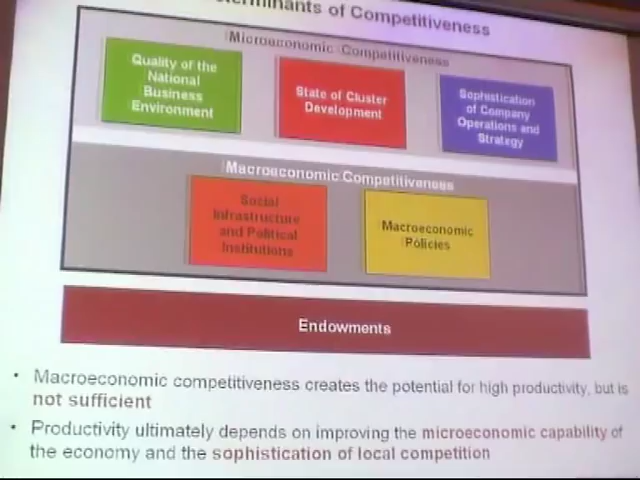 of Competitiveness
Microeconomic Competitiveness
Quality of the
National
Business
Environment
State of Cluster
Development
Sophistication
of Company
Operations and
Strategy
Macroeconomic Competitiveness
Social
Infrastructure
and Political
Institutions
Macroeconomic
Policies
Endowments
• Macroeconomic competitiveness creates the potential for high productivity, but is
not sufficient
• Productivity ultimately depends on improving the microeconomic capability of
the economy and the sophistication of local competition